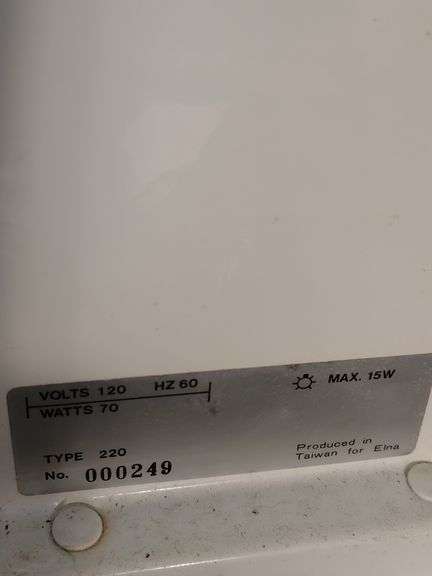 VOLTS 120 HZ 60
WATTS 70
MAX. 15W
TYPE 220
No. 000249
Produced in
Taiwan for Elna